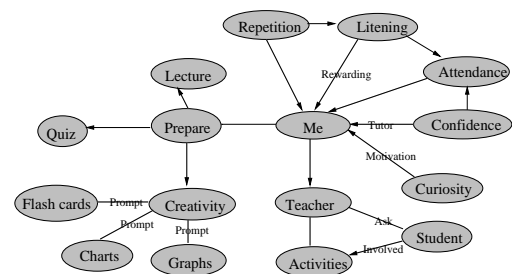 Repetition
Litening
Lecture
Rewarding
Attendance
Quiz
Prepare
Me
Tutor
Confidence
Motivation
Curiosity
Flash cards
Prompt
Creativity
Teacher
Prompt
Ask
Charts
Prompt
Student
Involved
Graphs
Activities